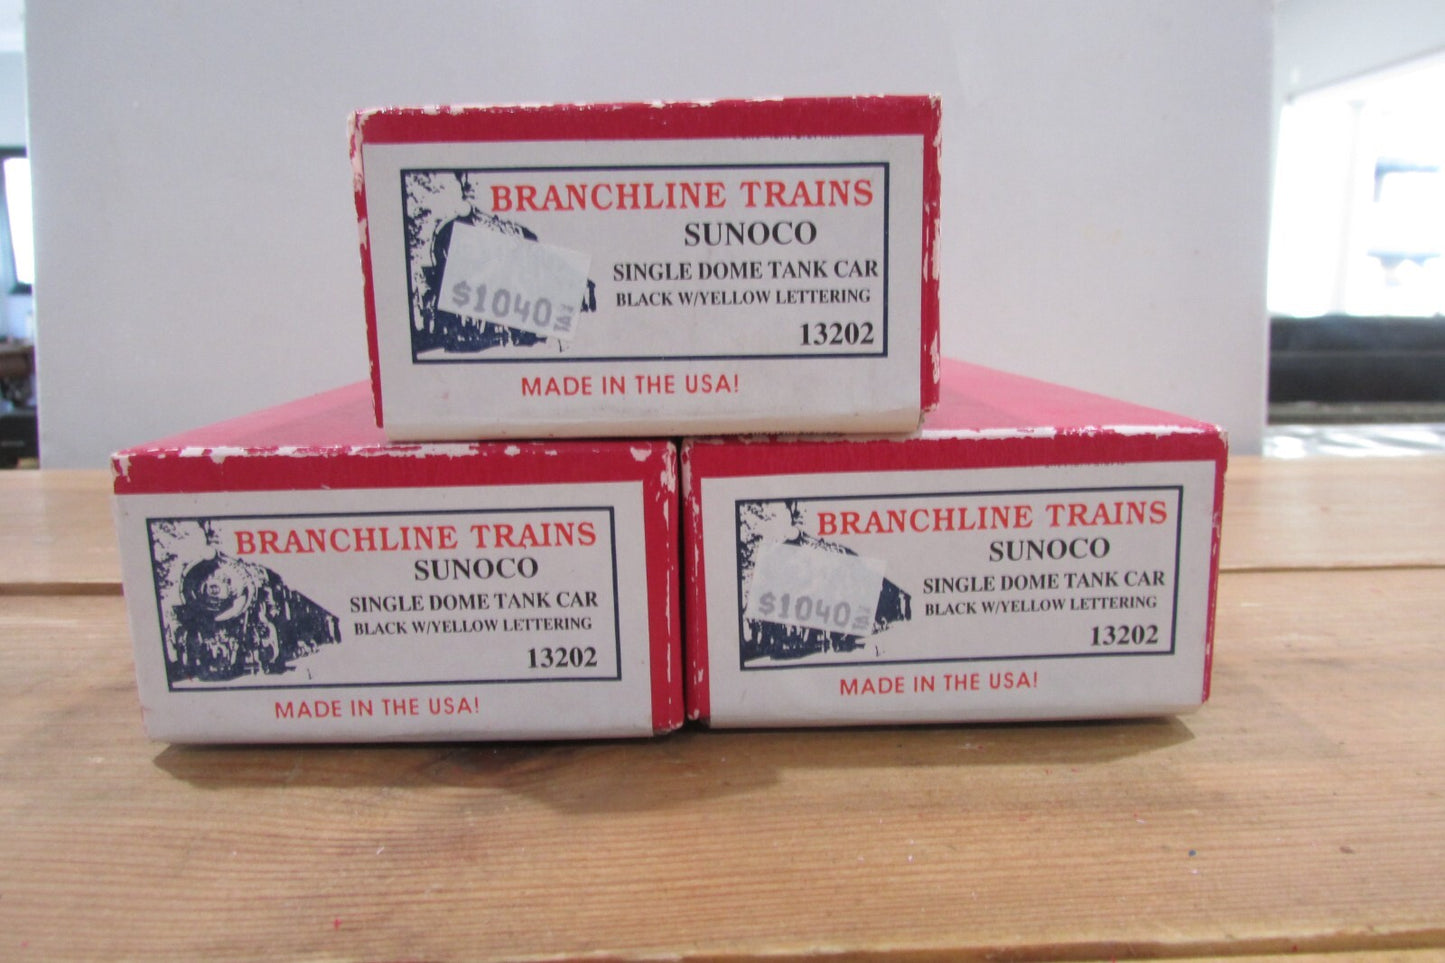 BRANCHLINE TRAINS
SUNOCO
SINGLE DOME TANK CAR
BLACK W/YELLOW LETTERING
$1040
13202
MADE IN THE USA!
BRANCHLINE TRAINS
SUNOCO
SINGLE DOME TANK CAR
BLACK W/YELLOW LETTERING
13202
MADE IN THE USA!
BRANCHLINE TRAINS
SUNOCO
SINGLE DOME TANK CAR
BLACK W/YELLOW LETTERING
$1040
13202
MADE IN THE USA!